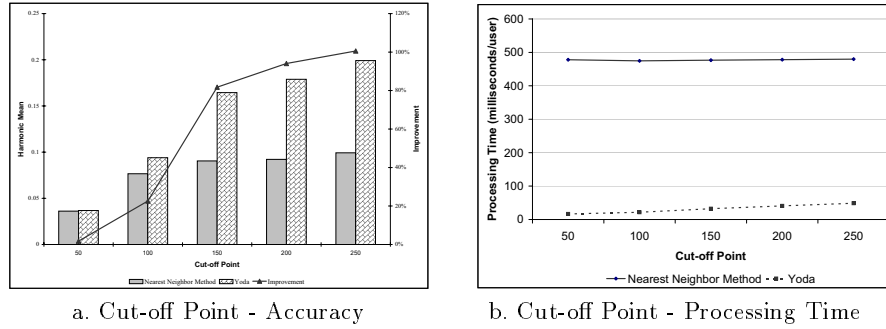 0.25
0.2
0.15
0.1
0.05
0
Harmonic Mean
120%
100%
80%
60%
40%
20%
0%
Improvement
50 100 150 200 250
Cut-off Point
Nearest Neighbor Method Yoda Improvement
a. Cut-off Point - Accuracy
600
500
400
300
200
100
0
Processing Time (milliseconds/user)
50 100 150 200 250
Cut-off Point
Nearest Neighbor Method Yoda
b. Cut-off Point - Processing Time